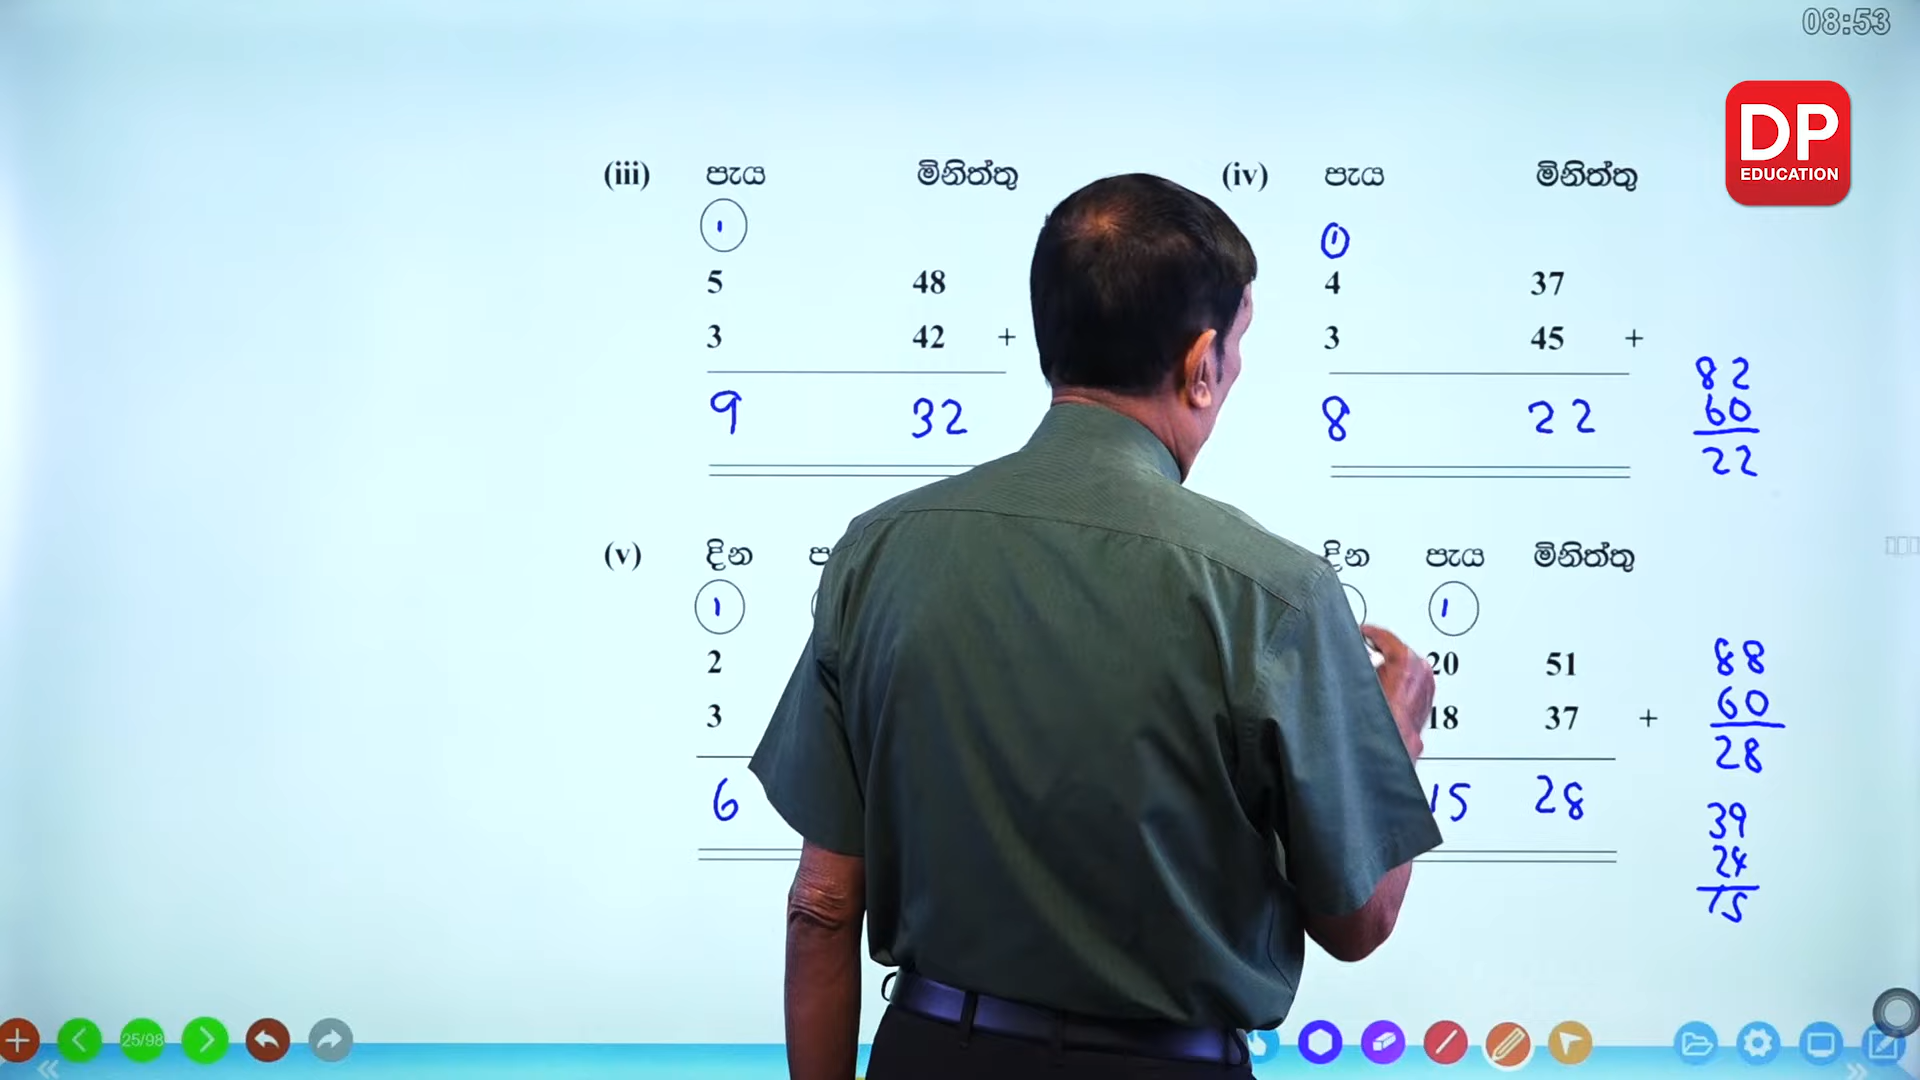 08:53
DP
EDUCATION
(iii) පැය මිනිත්තු
1
5 48
3 42 +
9 32
(iv) පැය මිනිත්තු
1
4 37
3 45 +
8 22
82
60
22
(v) දින
1
2
3
6
දින පැය මිනිත්තු
1
20 51
18 37 +
15 28
88
60
28
39
24
15
25/98